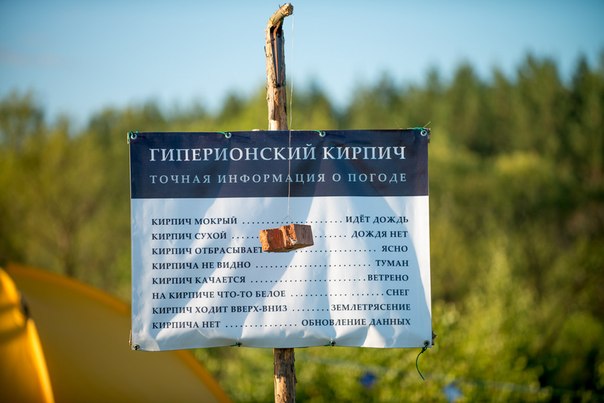 ГИПЕРИОНСКИЙ КИРПИЧ
ТОЧНАЯ ИНФОРМАЦИЯ О ПОГОДЕ
КИРПИЧ МОКРЫЙ .......................... ИДЁТ ДОЖДЬ
КИРПИЧ СУХОЙ .......................... ДОЖДЯ НЕТ
КИРПИЧ ОТБРАСЫВАЕТ .......................... ЯСНО
КИРПИЧА НЕ ВИДНО .......................... ТУМАН
КИРПИЧ КАЧАЕТСЯ .......................... ВЕТРЕНО
НА КИРПИЧЕ ЧТО-ТО БЕЛОЕ .................... СНЕГ
КИРПИЧ ХОДИТ ВВЕРХ-ВНИЗ ........ ЗЕМЛЕТРЯСЕНИЕ
КИРПИЧА НЕТ .............. ОБНОВЛЕНИЕ ДАННЫХ